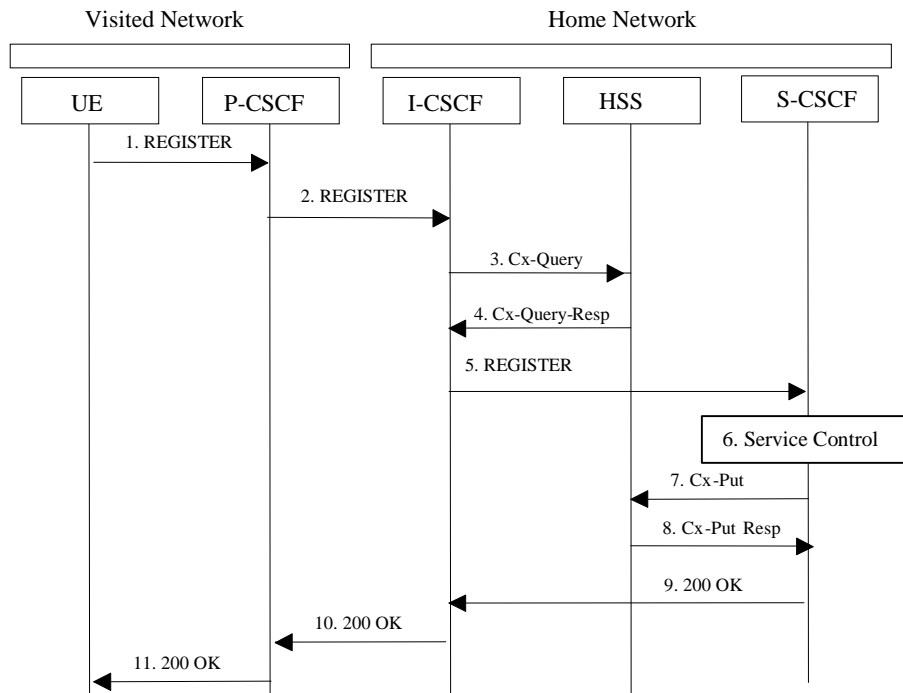 Visited Network
Home Network
UE
P-CSCF
I-CSCF
HSS
S-CSCF
1. REGISTER
2. REGISTER
3. Cx-Query
4. Cx-Query-Resp
5. REGISTER
6. Service Control
7. Cx-Put
8. Cx-Put Resp
9. 200 OK
10. 200 OK
11. 200 OK